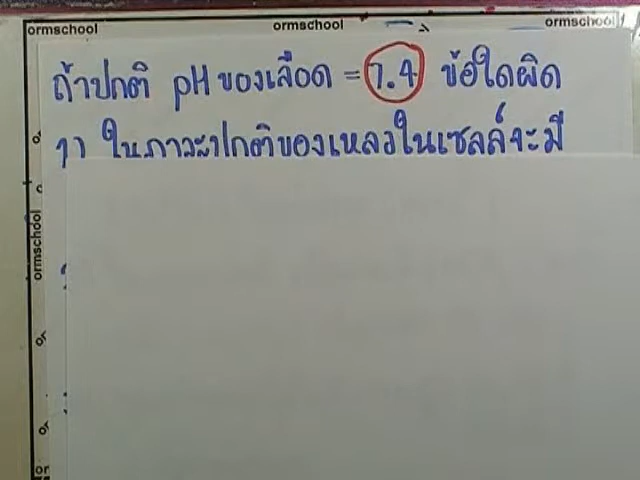 ormschool ormschool ormschool
ถ้าปกติ pH ของเลือด = 7.4 ข้อใดผิด
1) ในภาวะปกติของเหลวในเซลล์จะมี
ormschool
or